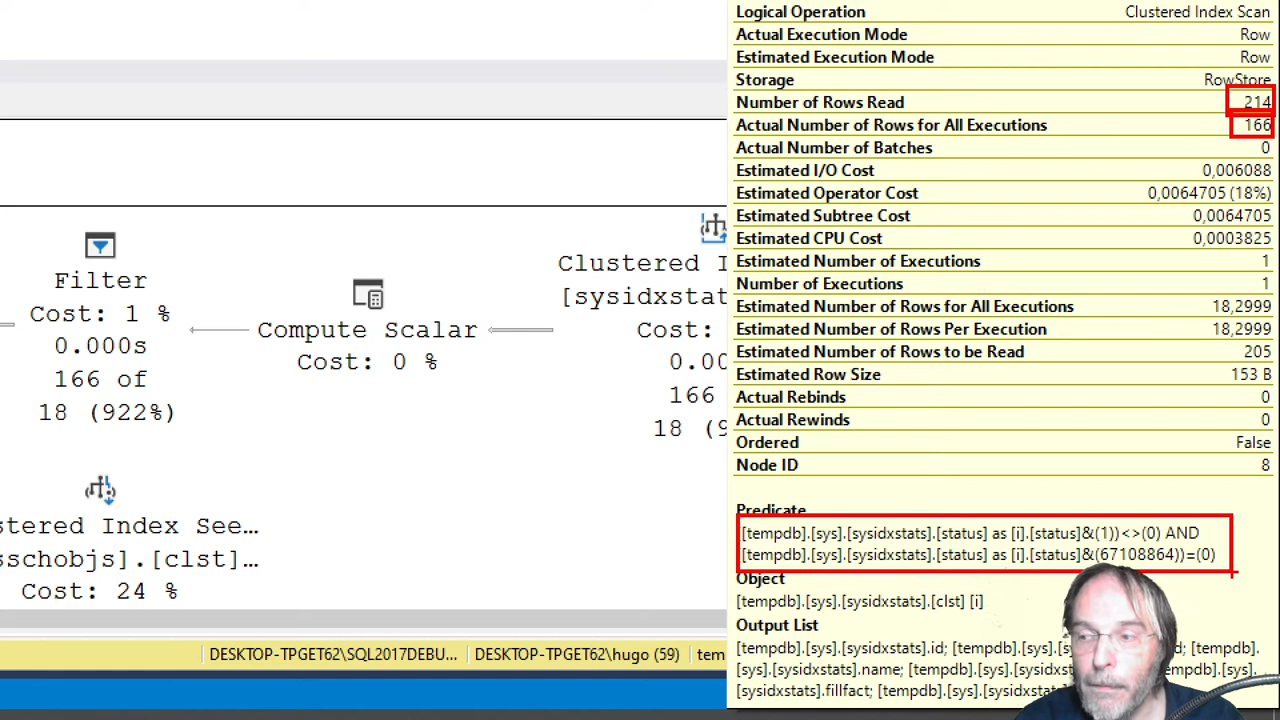 Filter
Cost: 1 %
0.000s
166 of
18 (922%)
Compute Scalar
Cost: 0 %
Clustered I
[sysidxstat
Cost:
0.00
166
18 (9
stered Index See...
sschobjs].[clst]...
Cost: 24 %
Logical Operation Clustered Index Scan
Actual Execution Mode Row
Estimated Execution Mode Row
Storage RowStore
Number of Rows Read 214
Actual Number of Rows for All Executions 166
Actual Number of Batches 0
Estimated I/O Cost 0,006088
Estimated Operator Cost 0,0064705 (18%)
Estimated Subtree Cost 0,0064705
Estimated CPU Cost 0,0003825
Estimated Number of Executions 1
Number of Executions 1
Estimated Number of Rows for All Executions 18,2999
Estimated Number of Rows Per Execution 18,2999
Estimated Number of Rows to be Read 205
Estimated Row Size 153 B
Actual Rebinds 0
Actual Rewinds 0
Ordered False
Node ID 8
Predicate
[tempdb].[sys].[sysidxstats].[status] as [i].[status]&(1))<>(0) AND
[tempdb].[sys].[sysidxstats].[status] as [i].[status]&(67108864))=(0)
Object
[tempdb].[sys].[sysidxstats].[clst] [i]
Output List
[tempdb].[sys].[sysidxstats].id; [tempdb].[sys].[s id; [tempdb].
[sys].[sysidxstats].name; [tempdb].[sys].[sysidxsta
[sysidxstats].fillfact; [tempdb].[sys].[sysidxstats]
DESKTOP-TPGET62\SQL2017DEBU... DESKTOP-TPGET62\hugo (59) tem